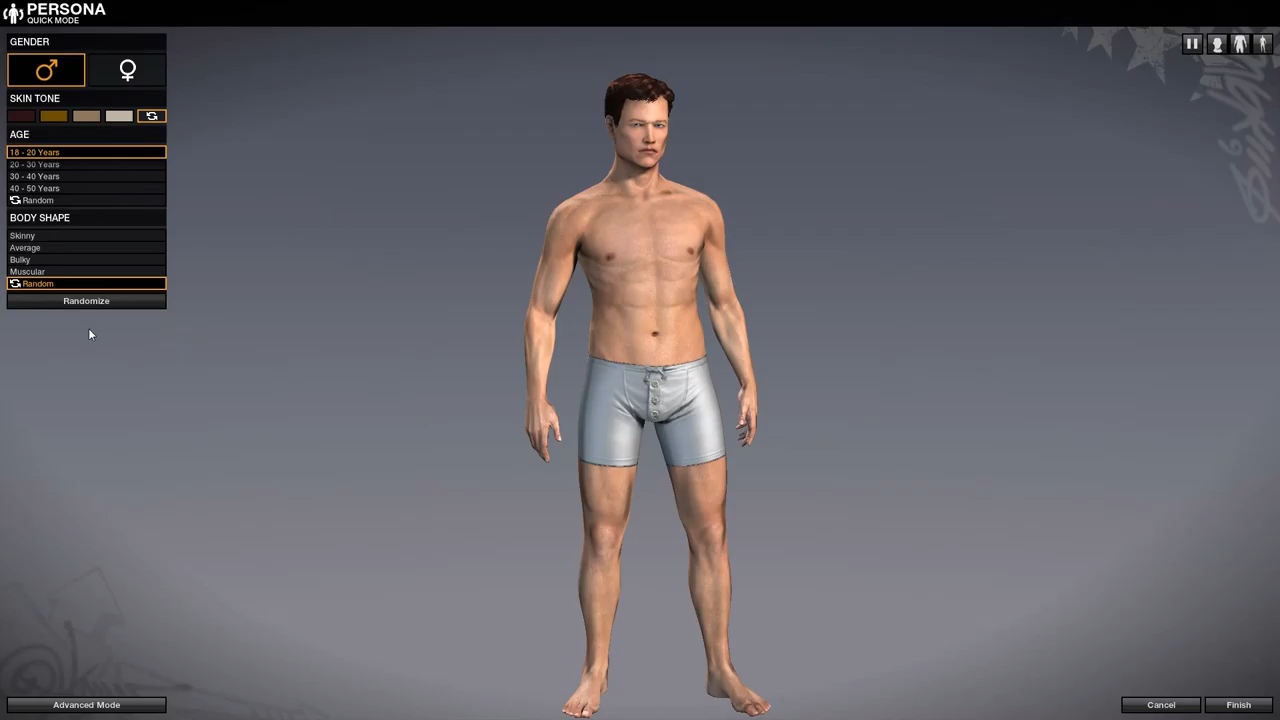 PERSONA
QUICK MODE
GENDER
SKIN TONE
AGE
18 - 20 Years
20 - 30 Years
30 - 40 Years
40 - 50 Years
Random
BODY SHAPE
Skinny
Average
Bulky
Muscular
Random
Randomize
Advanced Mode
Cancel
Finish